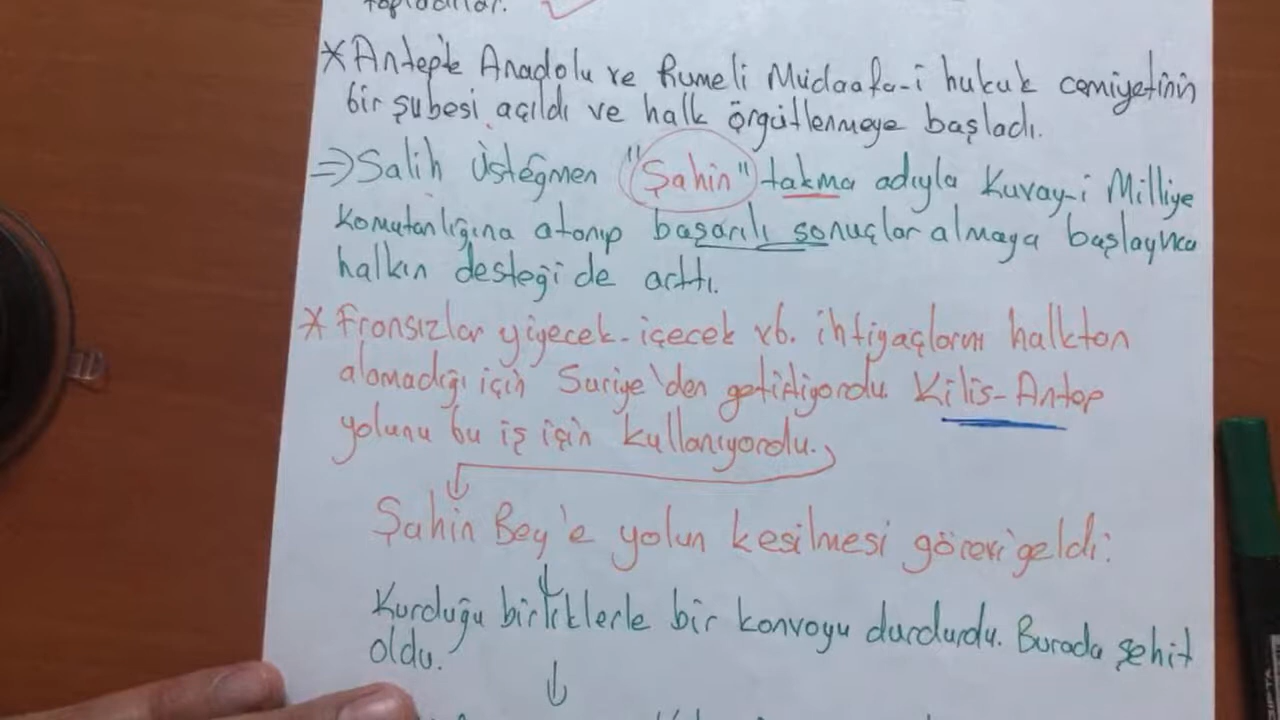 topladılar.
* Antep'te Anadolu ve Rumeli Müdaafa-i hukuk cemiyetinin
bir şubesi açıldı ve halk örgütlenmeye başladı.
⇒ Salih Üsteğmen "Şahin" takma adıyla Kuvay-i Milliye
Komutanlığına atanıp başarılı sonuçlar almaya başlayınca
halkın desteği de arttı.
* Fransızlar yiyecek-içecek vb. ihtiyaçlarını halktan
alamadığı için Suriye'den getiriyordu. Kilis-Antep
yolunu bu iş için kullanıyordu.
Şahin Bey'e yolun kesilmesi görevi geldi:
Kurduğu birliklerle bir konvoyu durdurdu. Burada şehit
oldu.